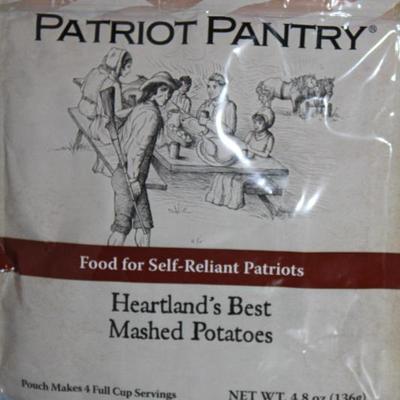 PATRIOT PANTRY®
Food for Self-Reliant Patriots
Heartland's Best
Mashed Potatoes
Pouch Makes 4 Full Cup Servings NET WT. 4.8 oz (136g)